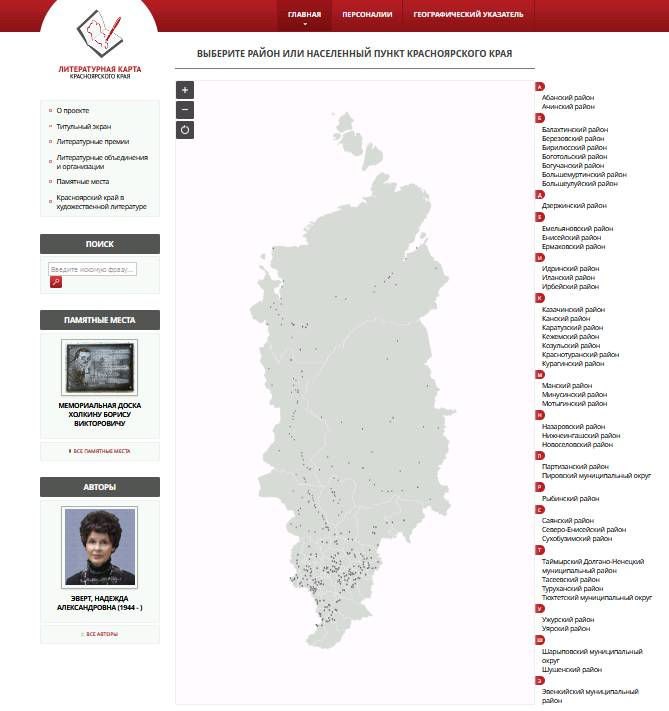 ГЛАВНАЯ
ПЕРСОНАЛИИ
ГЕОГРАФИЧЕСКИЙ УКАЗАТЕЛЬ
ЛИТЕРАТУРНАЯ КАРТА
КРАСНОЯРСКОГО КРАЯ
О проекте
Титульный экран
Литературные премии
Литературные объединения
и организации
Памятные места
Красноярский край в
художественной литературе
ПОИСК
Введите искомую фразу...
ПАМЯТНЫЕ МЕСТА
МЕМОРИАЛЬНАЯ ДОСКА
ХОЛКИНУ БОРИСУ
ВИКТОРОВИЧУ
ВСЕ ПАМЯТНЫЕ МЕСТА
АВТОРЫ
ЭВЕРТ, НАДЕЖДА
АЛЕКСАНДРОВНА (1944 - )
ВСЕ АВТОРЫ
ВЫБЕРИТЕ РАЙОН ИЛИ НАСЕЛЕННЫЙ ПУНКТ КРАСНОЯРСКОГО КРАЯ
+
−
А
Абанский район
Ачинский район
Б
Балахтинский район
Березовский район
Бирилюсский район
Боготольский район
Богучанский район
Большемуртинский район
Большеулуйский район
Д
Дзержинский район
Е
Емельяновский район
Енисейский район
Ермаковский район
И
Идринский район
Иланский район
Ирбейский район
К
Казачинский район
Канский район
Каратузский район
Кежемский район
Козульский район
Краснотуранский район
Курагинский район
М
Манский район
Минусинский район
Мотыгинский район
Н
Назаровский район
Нижнеингашский район
Новоселовский район
П
Партизанский район
Пировский муниципальный округ
Р
Рыбинский район
С
Саянский район
Северо-Енисейский район
Сухобузимский район
Т
Таймырский Долгано-Ненецкий
муниципальный район
Тасеевский район
Туруханский район
Тюхтетский муниципальный округ
У
Ужурский район
Уярский район
Ш
Шарыповский муниципальный
округ
Шушенский район
Э
Эвенкийский муниципальный
район